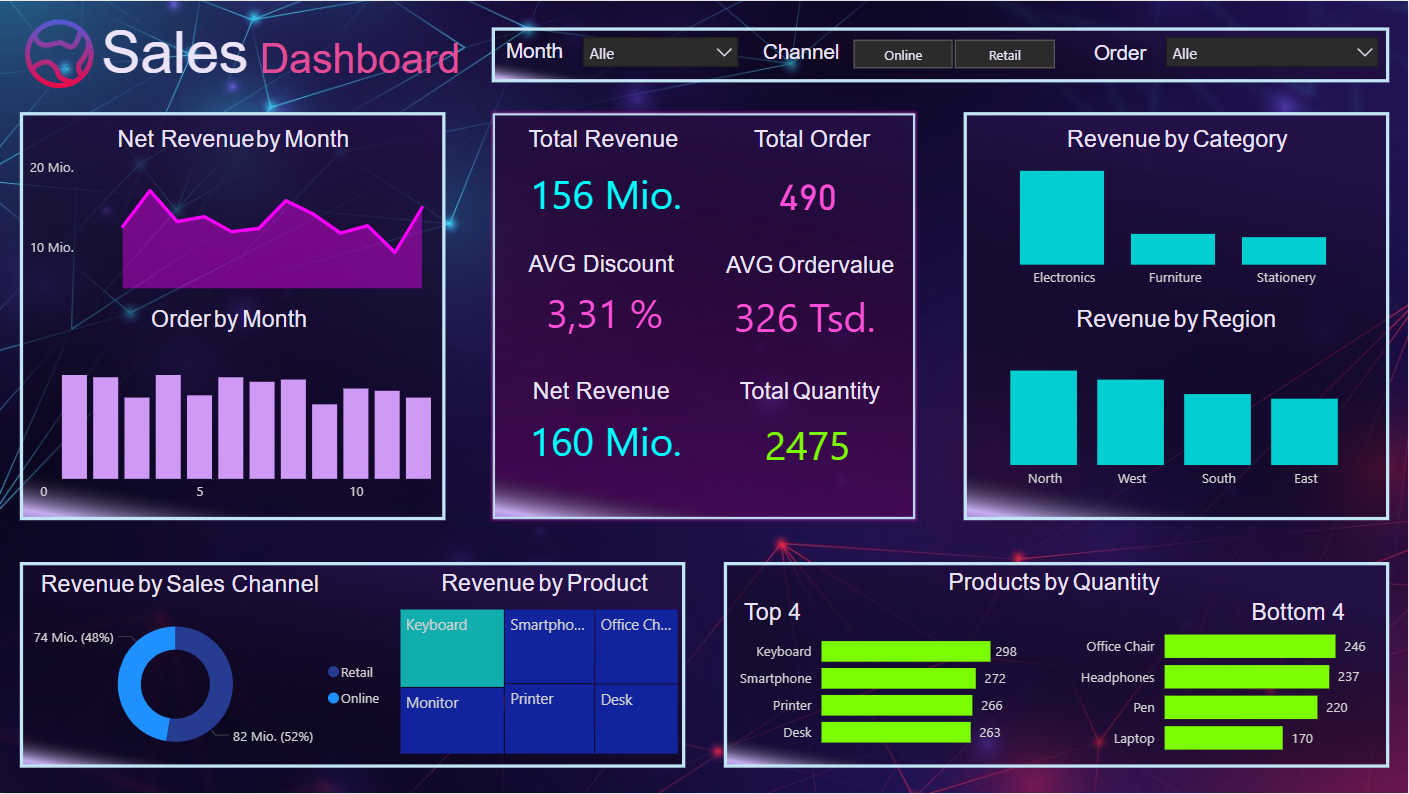 Sales Dashboard
Month
Alle
Channel
Online
Retail
Order
Alle
Net Revenue by Month
20 Mio.
10 Mio.
Order by Month
0
5
10
Total Revenue
156 Mio.
Total Order
490
AVG Discount
3,31 %
AVG Ordervalue
326 Tsd.
Net Revenue
160 Mio.
Total Quantity
2475
Revenue by Category
Electronics
Furniture
Stationery
Revenue by Region
North
West
South
East
Revenue by Sales Channel
74 Mio. (48%)
82 Mio. (52%)
Retail
Online
Revenue by Product
Keyboard
Smartpho...
Office Ch...
Monitor
Printer
Desk
Products by Quantity
Top 4
Keyboard 298
Smartphone 272
Printer 266
Desk 263
Bottom 4
Office Chair 246
Headphones 237
Pen 220
Laptop 170